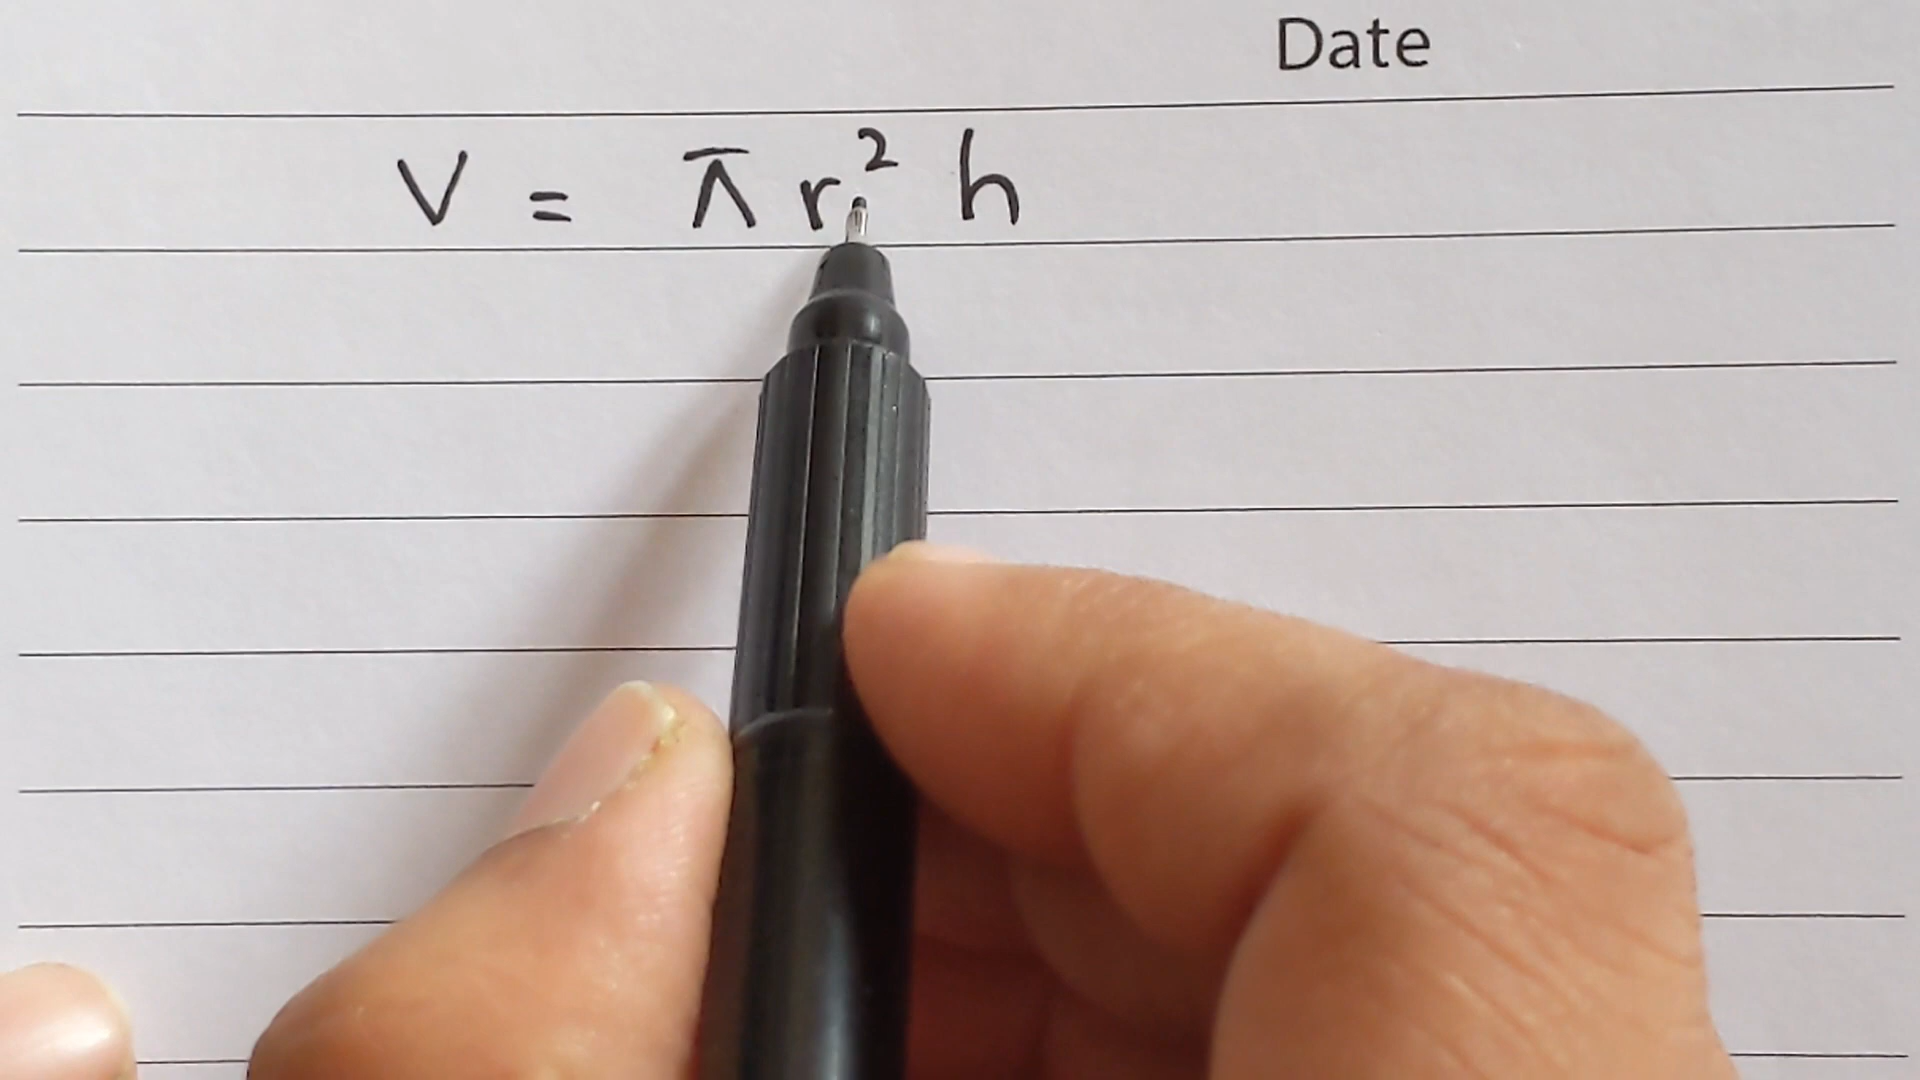 Date
V = π r² h